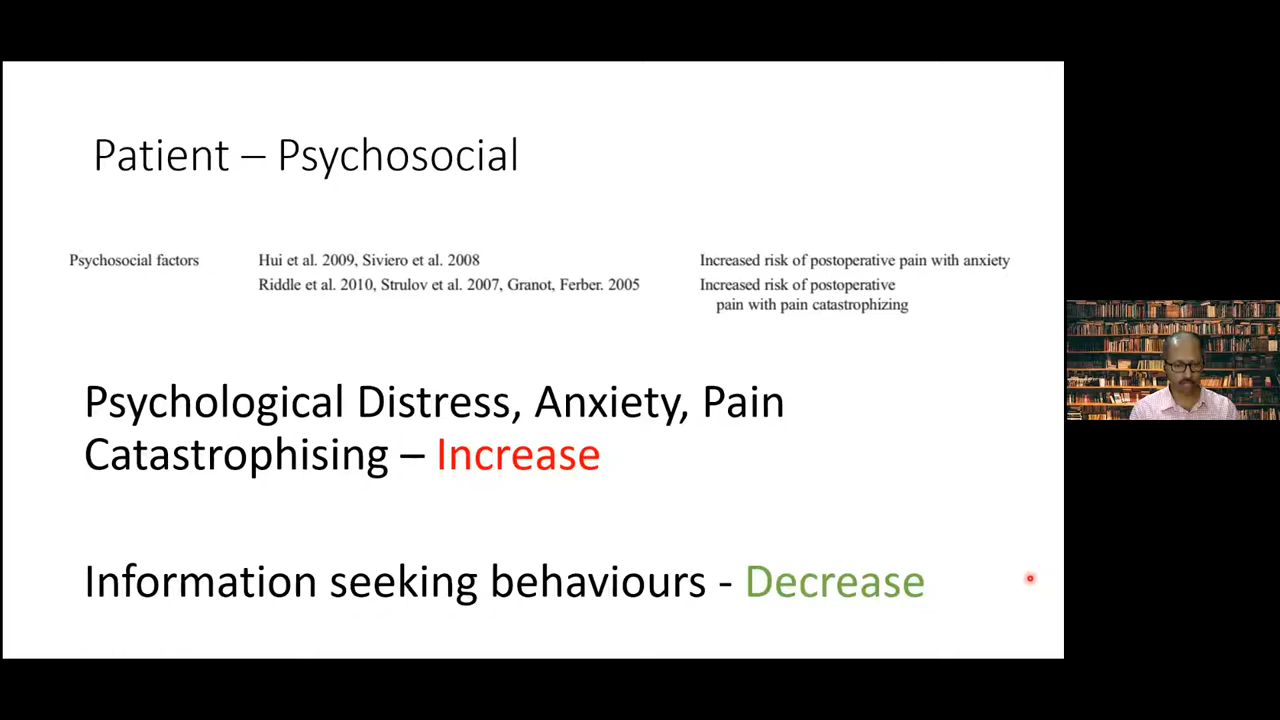 Patient – Psychosocial
Psychosocial factors Hui et al. 2009, Siviero et al. 2008 Increased risk of postoperative pain with anxiety
Riddle et al. 2010, Strulov et al. 2007, Granot, Ferber. 2005 Increased risk of postoperative
pain with pain catastrophizing
Psychological Distress, Anxiety, Pain
Catastrophising – Increase
Information seeking behaviours - Decrease